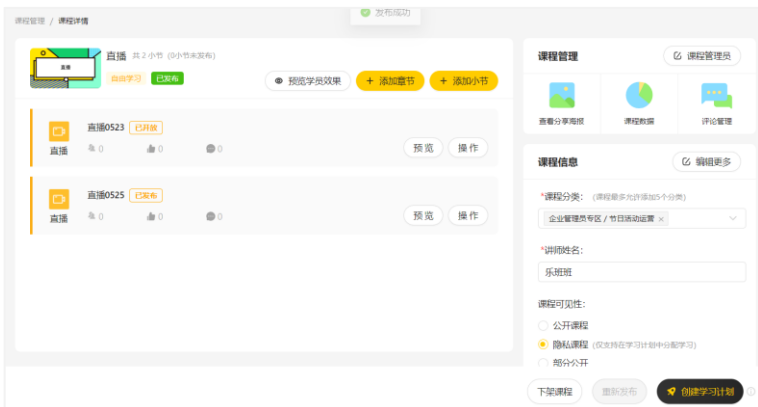 发布成功
课程管理 / 课程详情
直播
直播 共 2 小节 (0小节未发布)
自由学习 已发布
预览学员效果 + 添加章节 + 添加小节
直播
直播0523 已开放
0 0 0
预览 操作
直播
直播0525 已发布
0 0 0
预览 操作
课程管理 课程管理员
查看分享海报 课程数据 评论管理
课程信息 编辑更多
*课程分类: (课程最多允许添加5个分类)
企业管理员专区 / 节日活动运营 ×
*讲师姓名:
乐班班
课程可见性:
公开课程
隐私课程 (仅支持在学习计划中分配学习)
部分公开
下架课程 重新发布 创建学习计划